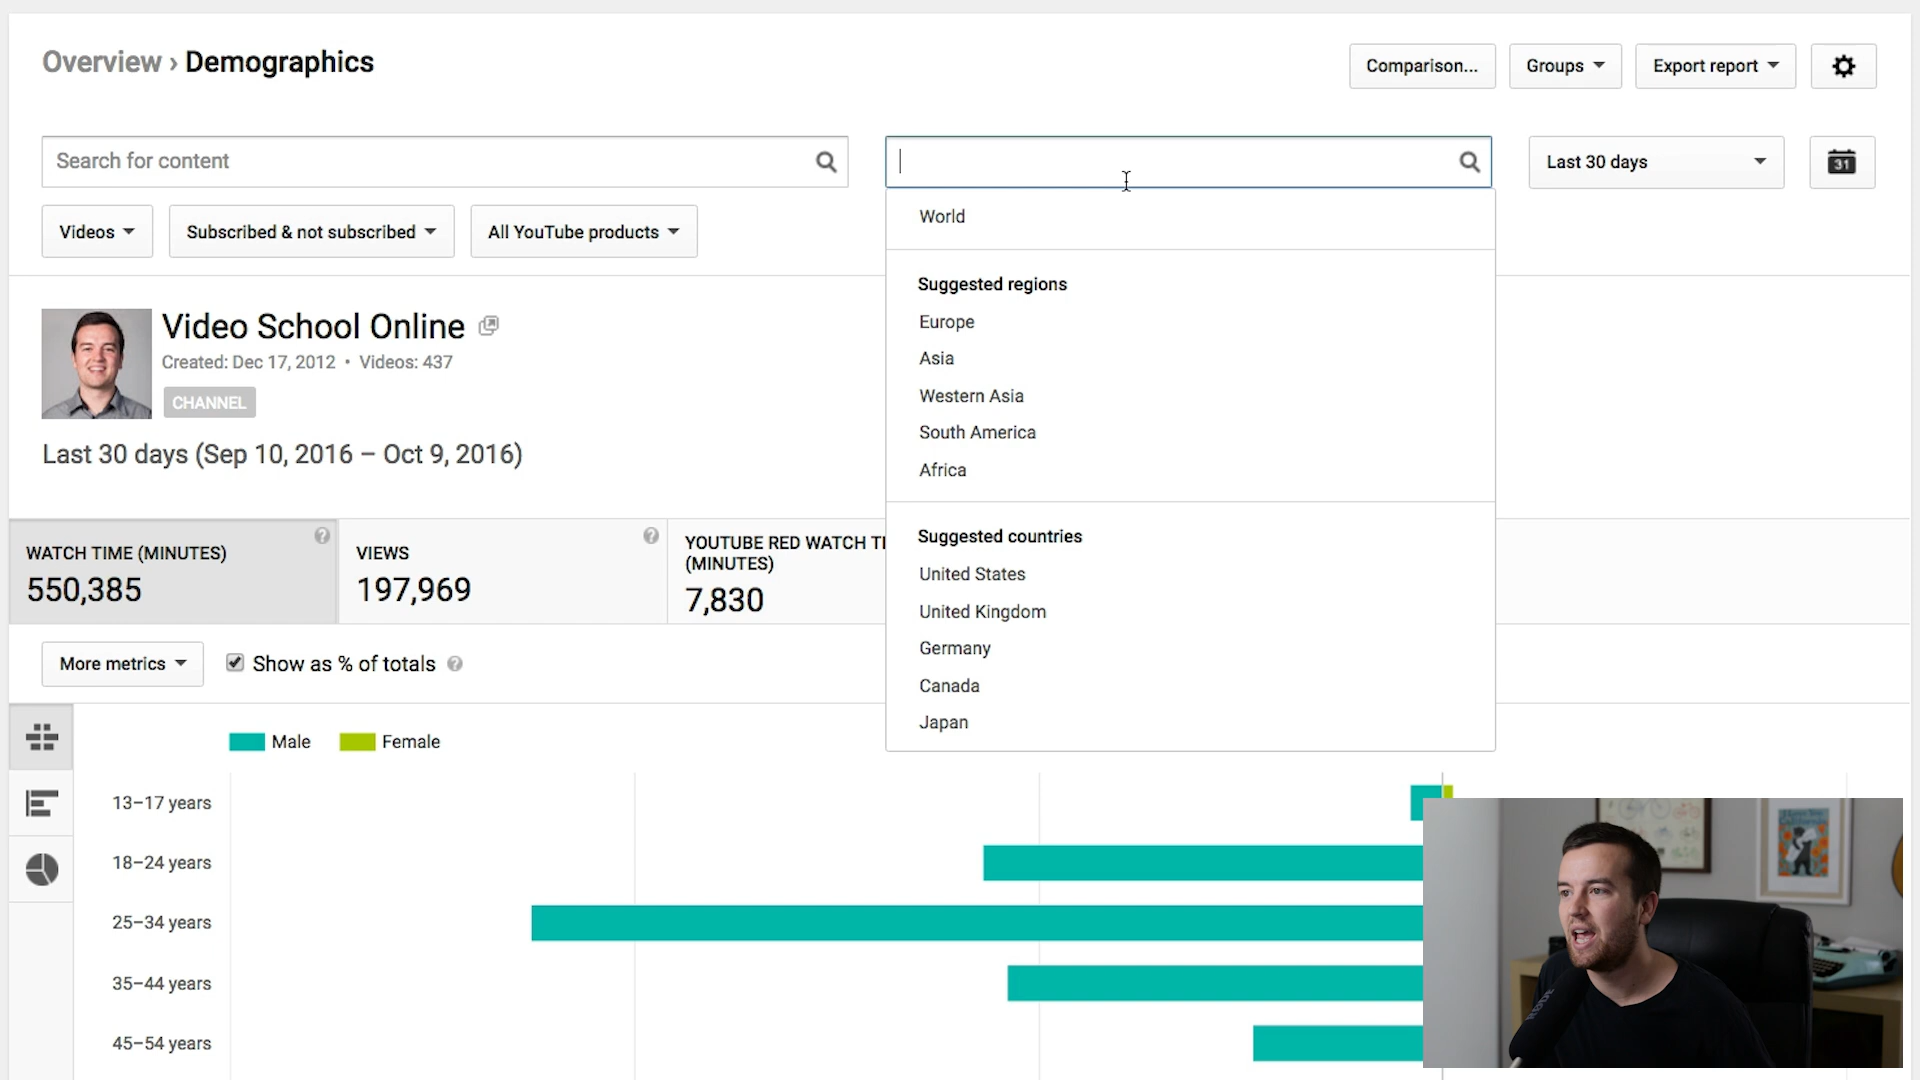 Overview › Demographics
Comparison...
Groups
Export report
Search for content
Last 30 days
31
Videos
Subscribed & not subscribed
All YouTube products
World
Suggested regions
Europe
Asia
Western Asia
South America
Africa
Suggested countries
United States
United Kingdom
Germany
Canada
Japan
Video School Online
Created: Dec 17, 2012 • Videos: 437
CHANNEL
Last 30 days (Sep 10, 2016 – Oct 9, 2016)
WATCH TIME (MINUTES)
550,385
VIEWS
197,969
YOUTUBE RED WATCH
(MINUTES)
7,830
More metrics
Show as % of totals
Male
Female
13–17 years
18–24 years
25–34 years
35–44 years
45–54 years